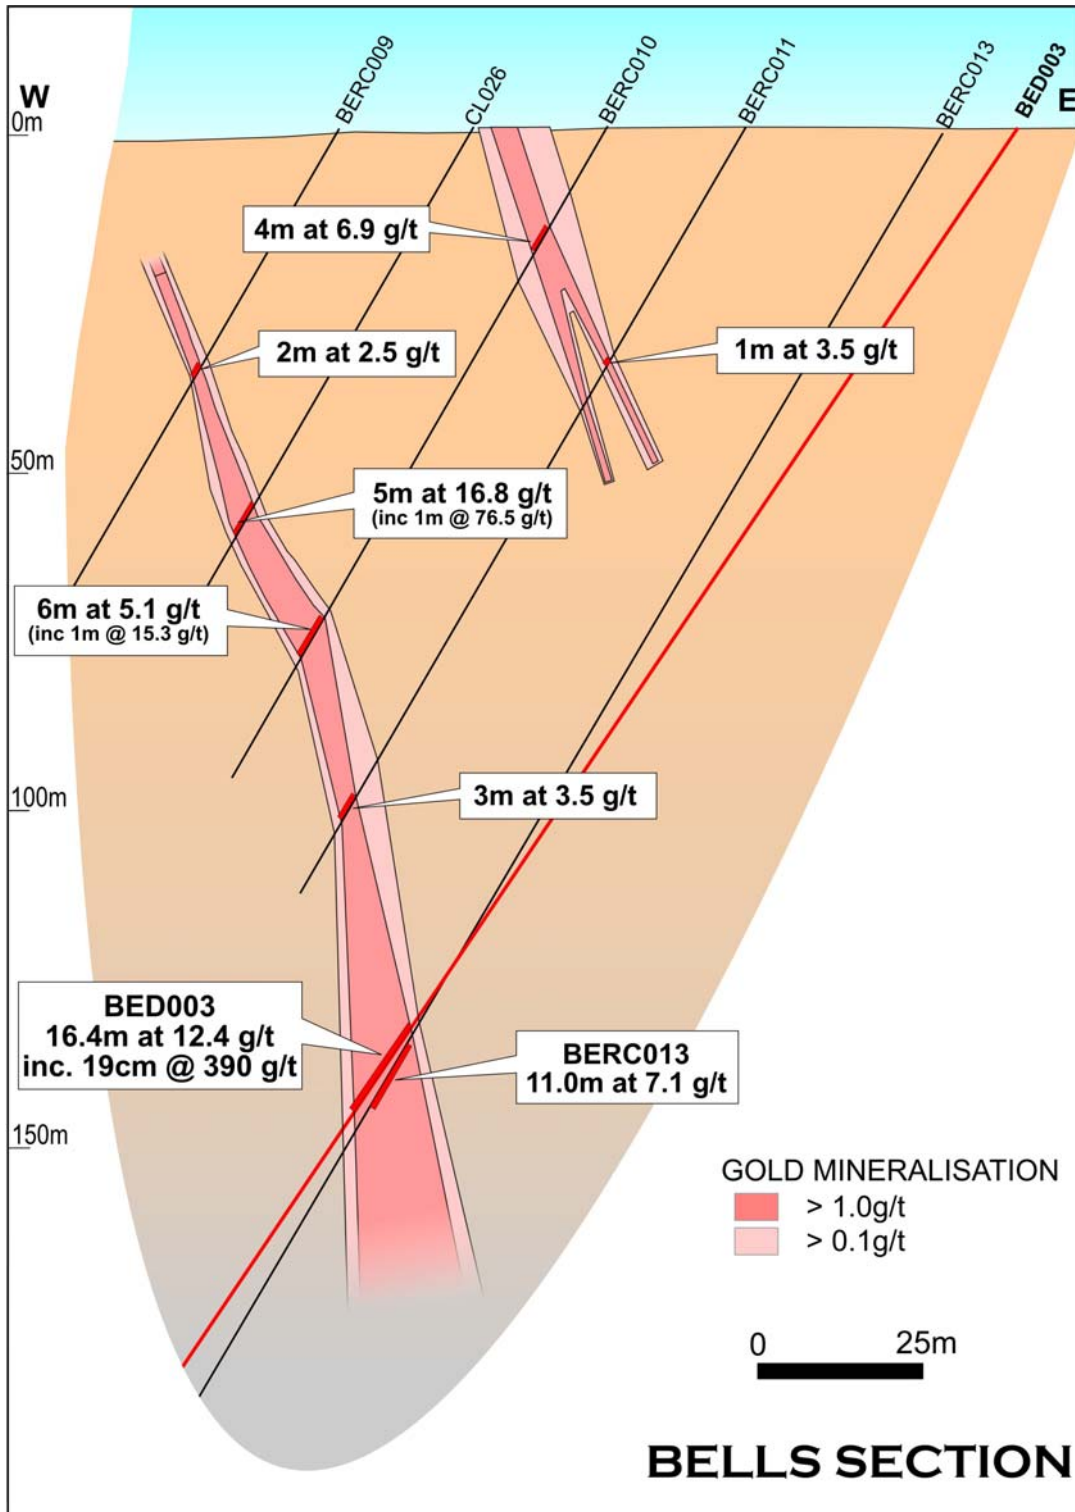 BERC009
CL026
BERC010
BERC011
BERC013
BED003
W
E
0m
4m at 6.9 g/t
2m at 2.5 g/t
1m at 3.5 g/t
50m
5m at 16.8 g/t
(inc 1m @ 76.5 g/t)
6m at 5.1 g/t
(inc 1m @ 15.3 g/t)
100m
3m at 3.5 g/t
BED003
16.4m at 12.4 g/t
inc. 19cm @ 390 g/t
BERC013
11.0m at 7.1 g/t
150m
GOLD MINERALISATION
> 1.0g/t
> 0.1g/t
0 25m
BELLS SECTION